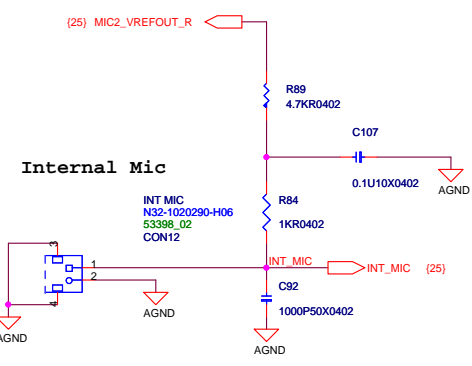 {25} MIC2_VREFOUT_R
R89
4.7KR0402
C107
0.1U10X0402
AGND
Internal Mic
INT MIC
N32-1020290-H06
53398_02
CON12
R84
1KR0402
3
1
2
4
INT_MIC
INT_MIC {25}
AGND
C92
1000P50X0402
AGND
AGND